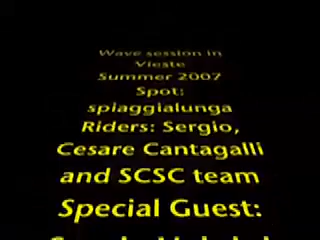 Wave session in
Vieste
Summer 2007
Spot:
spiaggialunga
Riders: Sergio,
Cesare Cantagalli
and SCSC team
Special Guest: